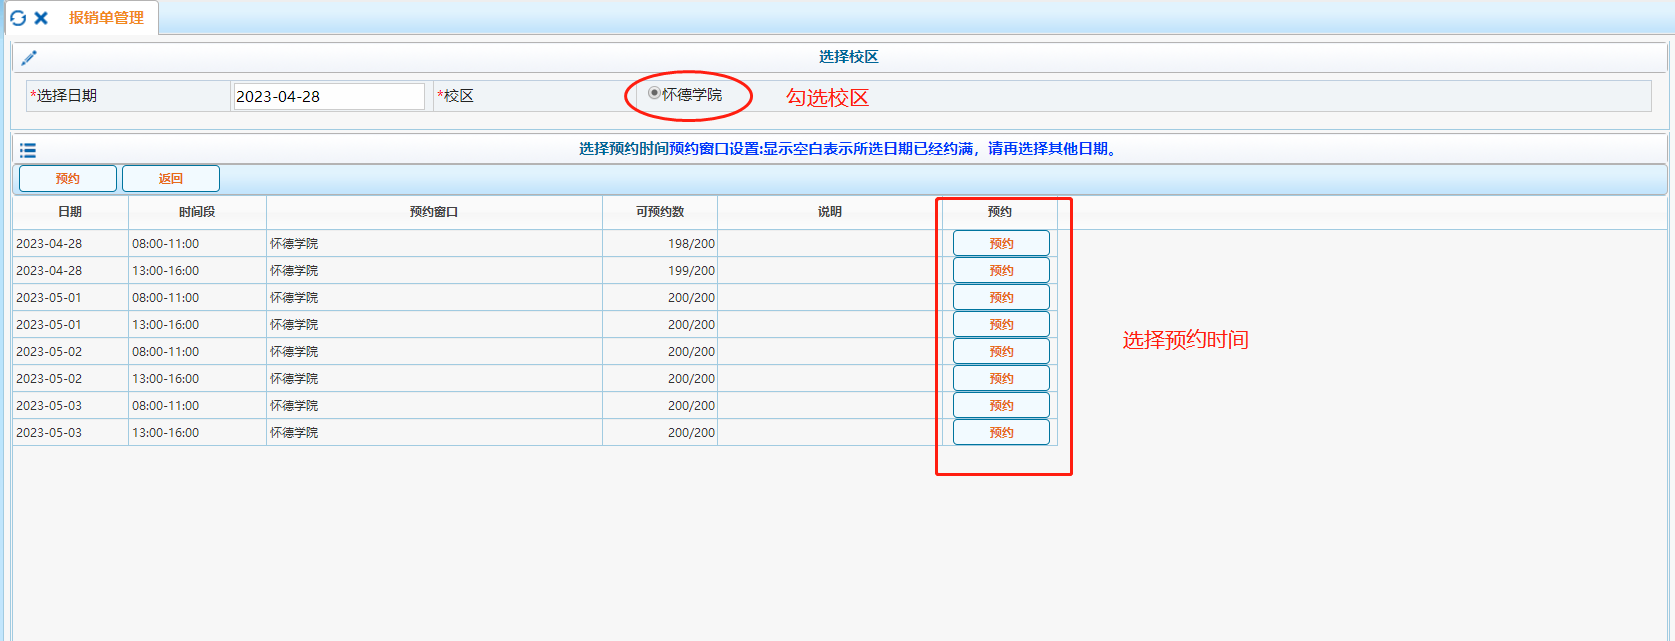 报销单管理
选择校区
*选择日期 2023-04-28 *校区 怀德学院 勾选校区
选择预约时间预约窗口设置:显示空白表示所选日期已经约满，请再选择其他日期。
预约 返回
日期 时间段 预约窗口 可预约数 说明 预约
2023-04-28 08:00-11:00 怀德学院 198/200 预约
2023-04-28 13:00-16:00 怀德学院 199/200 预约
2023-05-01 08:00-11:00 怀德学院 200/200 预约
2023-05-01 13:00-16:00 怀德学院 200/200 预约
2023-05-02 08:00-11:00 怀德学院 200/200 预约
2023-05-02 13:00-16:00 怀德学院 200/200 预约
2023-05-03 08:00-11:00 怀德学院 200/200 预约
2023-05-03 13:00-16:00 怀德学院 200/200 预约
选择预约时间